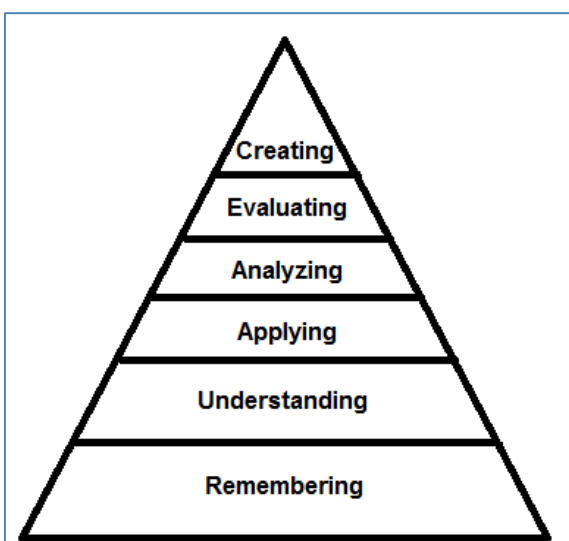 Creating
Evaluating
Analyzing
Applying
Understanding
Remembering